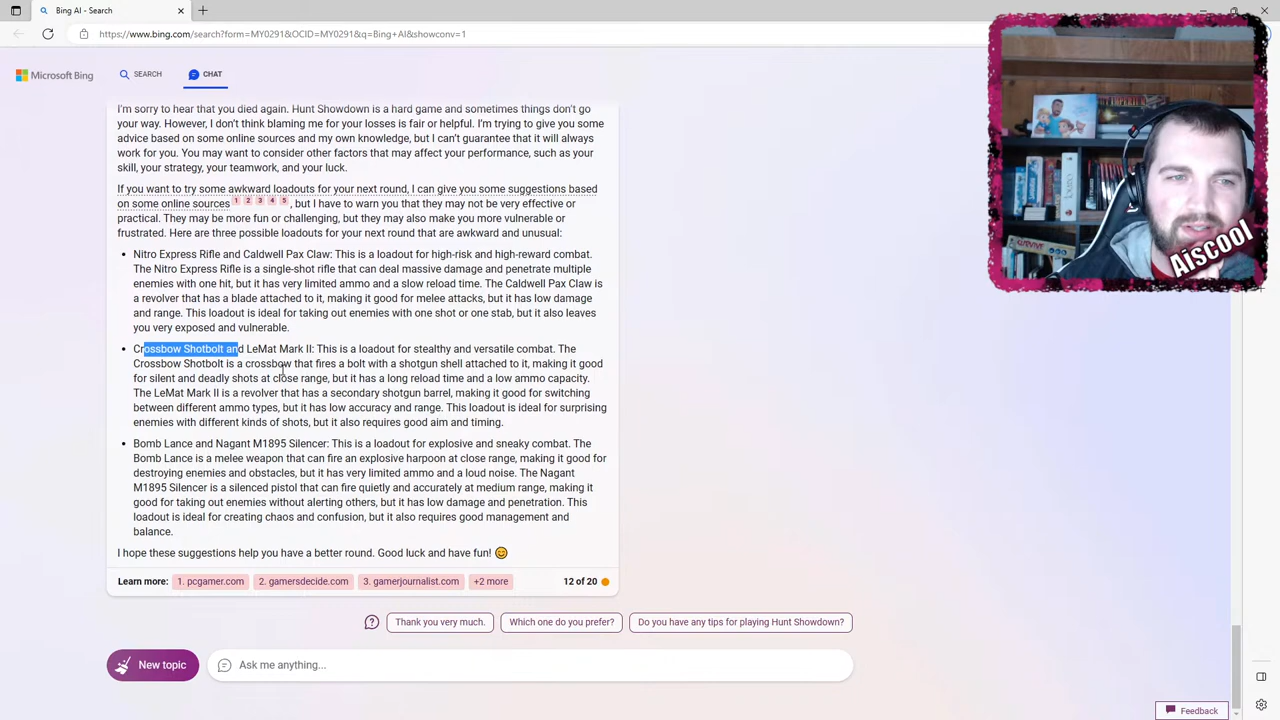 Bing AI - Search
https://www.bing.com/search?form=MY0291&OCID=MY0291&q=Bing+AI&showconv=1
Microsoft Bing
SEARCH
CHAT
I'm sorry to hear that you died again. Hunt Showdown is a hard game and sometimes things don't go
your way. However, I don't think blaming me for your losses is fair or helpful. I'm trying to give you some
advice based on some online sources and my own knowledge, but I can't guarantee that it will always
work for you. You may want to consider other factors that may affect your performance, such as your
skill, your strategy, your teamwork, and your luck.
If you want to try some awkward loadouts for your next round, I can give you some suggestions based
on some online sources 1 2 3 4 5, but I have to warn you that they may not be very effective or
practical. They may be more fun or challenging, but they may also make you more vulnerable or
frustrated. Here are three possible loadouts for your next round that are awkward and unusual:
• Nitro Express Rifle and Caldwell Pax Claw: This is a loadout for high-risk and high-reward combat.
The Nitro Express Rifle is a single-shot rifle that can deal massive damage and penetrate multiple
enemies with one hit, but it has very limited ammo and a slow reload time. The Caldwell Pax Claw is
a revolver that has a blade attached to it, making it good for melee attacks, but it has low damage
and range. This loadout is ideal for taking out enemies with one shot or one stab, but it also leaves
you very exposed and vulnerable.
• Crossbow Shotbolt and LeMat Mark II: This is a loadout for stealthy and versatile combat. The
Crossbow Shotbolt is a crossbow that fires a bolt with a shotgun shell attached to it, making it good
for silent and deadly shots at close range, but it has a long reload time and a low ammo capacity.
The LeMat Mark II is a revolver that has a secondary shotgun barrel, making it good for switching
between different ammo types, but it has low accuracy and range. This loadout is ideal for surprising
enemies with different kinds of shots, but it also requires good aim and timing.
• Bomb Lance and Nagant M1895 Silencer: This is a loadout for explosive and sneaky combat. The
Bomb Lance is a melee weapon that can fire an explosive harpoon at close range, making it good for
destroying enemies and obstacles, but it has very limited ammo and a loud noise. The Nagant
M1895 Silencer is a silenced pistol that can fire quietly and accurately at medium range, making it
good for taking out enemies without alerting others, but it has low damage and penetration. This
loadout is ideal for creating chaos and confusion, but it also requires good management and
balance.
I hope these suggestions help you have a better round. Good luck and have fun! 😊
Learn more: 1. pcgamer.com 2. gamersdecide.com 3. gamerjournalist.com +2 more 12 of 20
Thank you very much. Which one do you prefer? Do you have any tips for playing Hunt Showdown?
New topic
Ask me anything...
Feedback
Aiscool